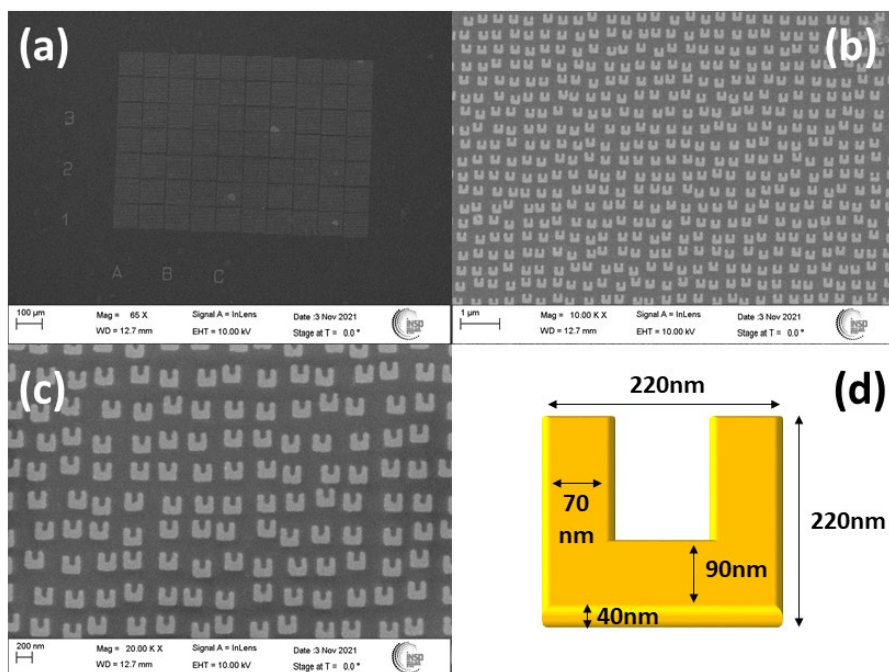 (a)
3
2
1
A B C
100 µm
Mag = 65 X
WD = 12.7 mm
Signal A = InLens
EHT = 10.00 kV
Date :3 Nov 2021
Stage at T = 0.0 °
INSP
(b)
1 µm
Mag = 10.00 K X
WD = 12.7 mm
Signal A = InLens
EHT = 10.00 kV
Date :3 Nov 2021
Stage at T = 0.0 °
INSP
(c)
200 nm
Mag = 20.00 K X
WD = 12.7 mm
Signal A = InLens
EHT = 10.00 kV
Date :3 Nov 2021
Stage at T = 0.0 °
INSP
(d)
220nm
70
nm
220nm
90nm
40nm